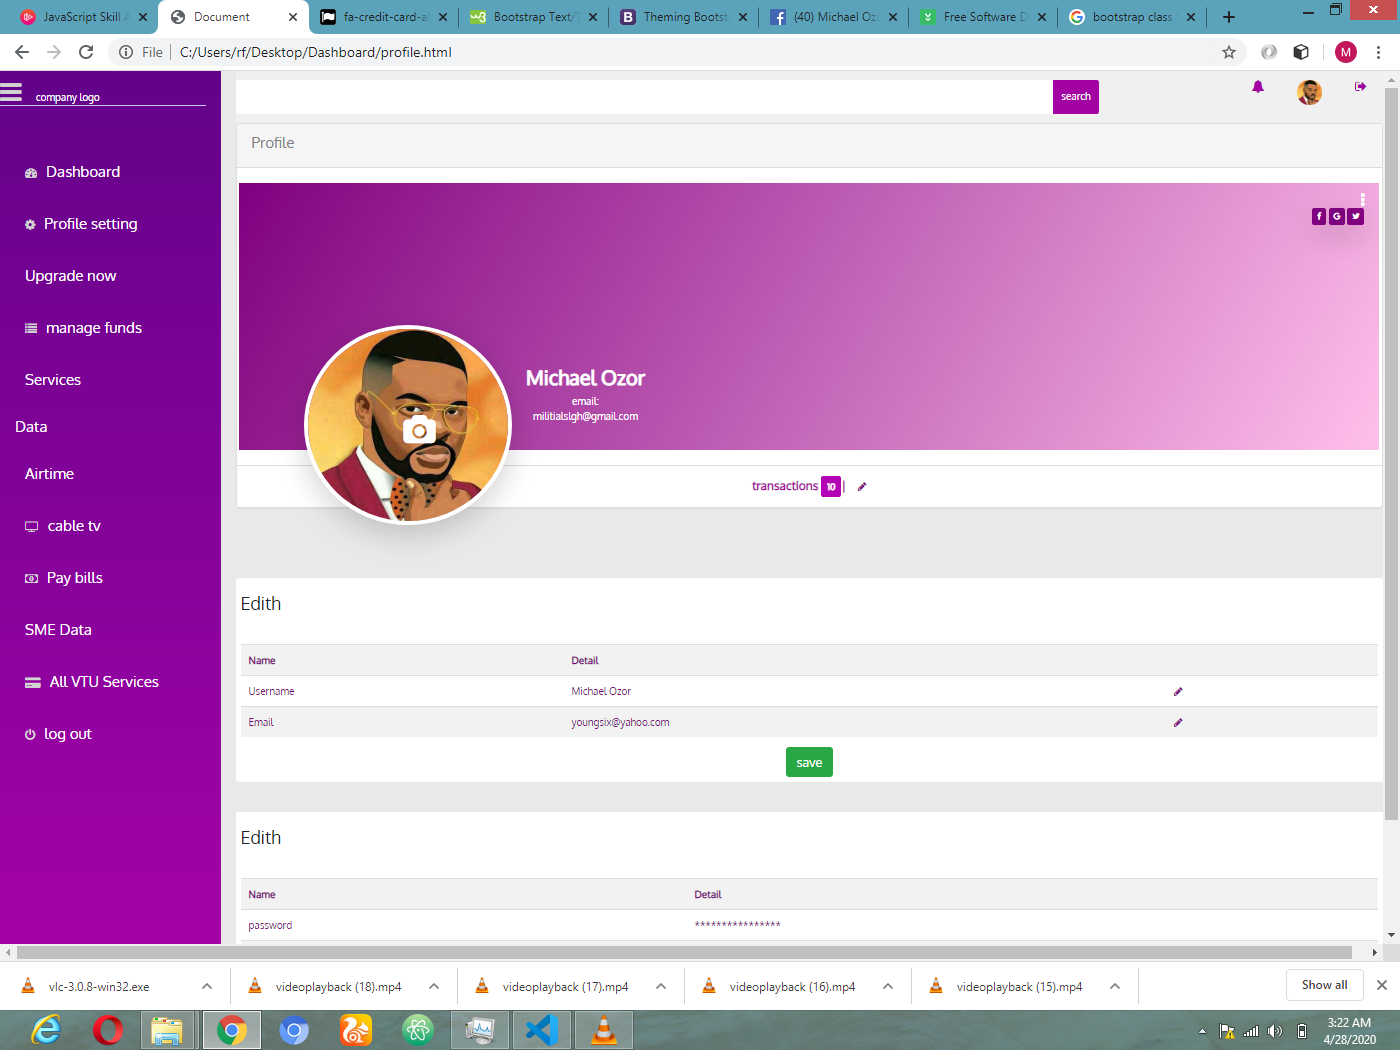 JavaScript Skill A
Document
fa-credit-card-al
Bootstrap Text/T
Theming Bootst
(40) Michael Ozo
Free Software D
bootstrap class
File
C:/Users/rf/Desktop/Dashboard/profile.html
M
company logo
search
Profile
Dashboard
Profile setting
Upgrade now
manage funds
Services
Data
Airtime
cable tv
Pay bills
SME Data
All VTU Services
log out
Michael Ozor
email:
militialslgh@gmail.com
transactions 10 |
Edith
Name Detail
Username Michael Ozor
Email youngsix@yahoo.com
save
Edith
Name Detail
password ****************
vlc-3.0.8-win32.exe
videoplayback (18).mp4
videoplayback (17).mp4
videoplayback (16).mp4
videoplayback (15).mp4
Show all
3:22 AM
4/28/2020